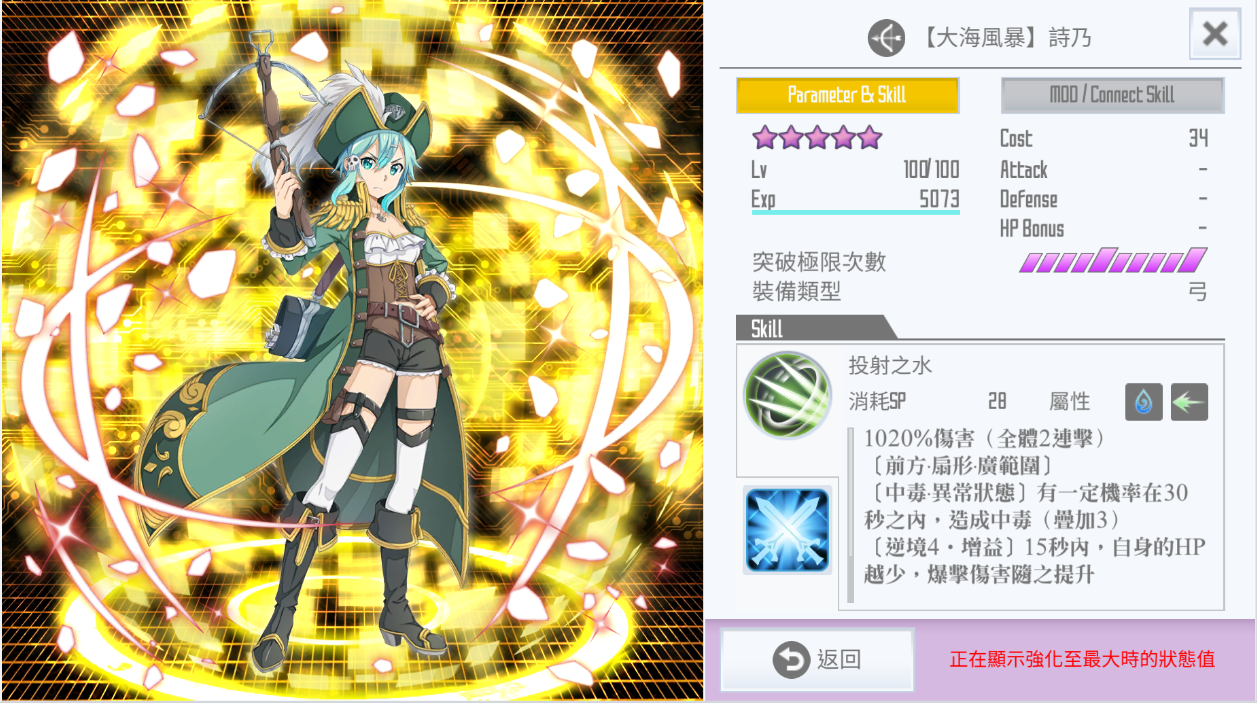 【大海風暴】詩乃
Parameter & Skill
MOD / Connect Skill
Lv 100/100
Exp 5073
Cost 34
Attack -
Defense -
HP Bonus -
突破極限次數
裝備類型 弓
Skill
投射之水
消耗SP 28 屬性
1020%傷害（全體2連擊）
〔前方·扇形·廣範圍〕
〔中毒·異常狀態〕有一定機率在30
秒之內，造成中毒（疊加3）
〔逆境4・增益〕15秒內，自身的HP
越少，爆擊傷害隨之提升
返回
正在顯示強化至最大時的狀態值